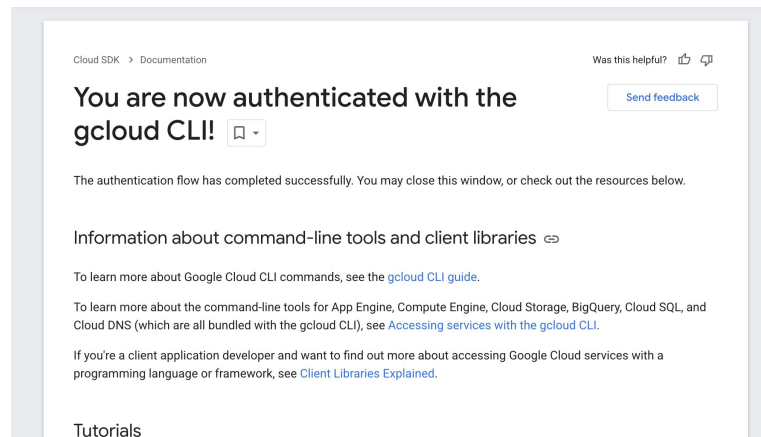 Cloud SDK > Documentation
Was this helpful?
You are now authenticated with the
gcloud CLI!
Send feedback
The authentication flow has completed successfully. You may close this window, or check out the resources below.
Information about command-line tools and client libraries
To learn more about Google Cloud CLI commands, see the gcloud CLI guide.
To learn more about the command-line tools for App Engine, Compute Engine, Cloud Storage, BigQuery, Cloud SQL, and
Cloud DNS (which are all bundled with the gcloud CLI), see Accessing services with the gcloud CLI.
If you're a client application developer and want to find out more about accessing Google Cloud services with a
programming language or framework, see Client Libraries Explained.
Tutorials